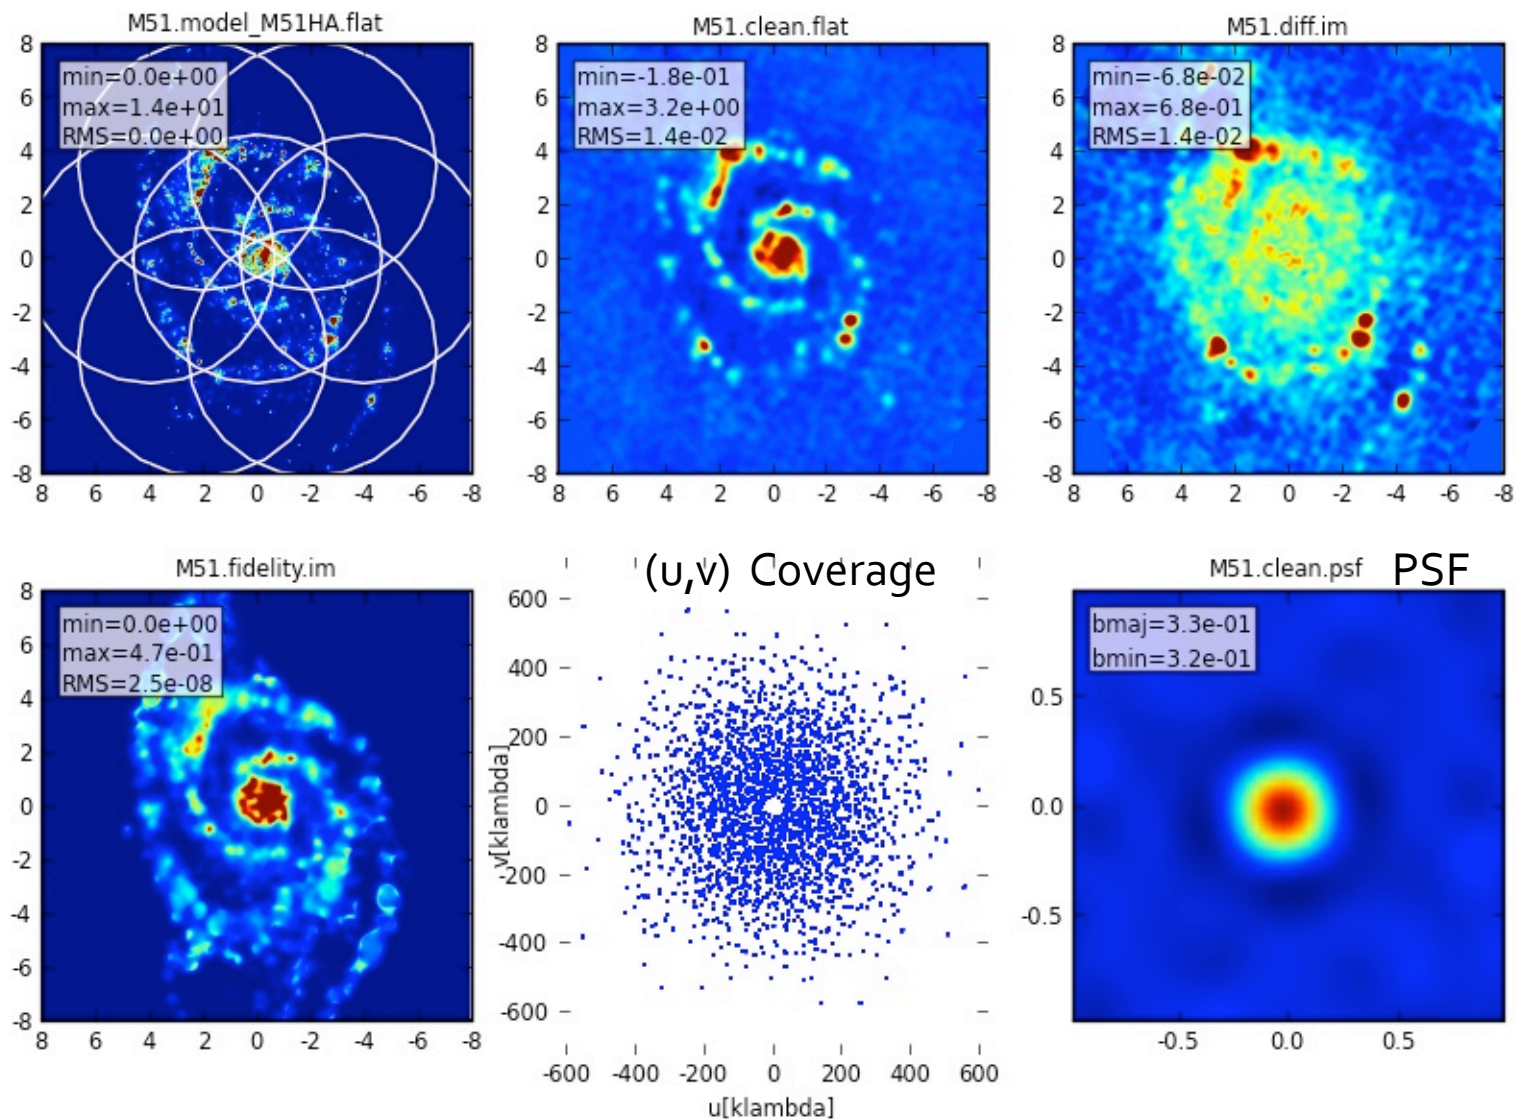 M51.model_M51HA.flat
min=0.0e+00
max=1.4e+01
RMS=0.0e+00
8
6
4
2
0
-2
-4
-6
-8
8 6 4 2 0 -2 -4 -6 -8
M51.clean.flat
min=-1.8e-01
max=3.2e+00
RMS=1.4e-02
8
6
4
2
0
-2
-4
-6
-8
8 6 4 2 0 -2 -4 -6 -8
M51.diff.im
min=-6.8e-02
max=6.8e-01
RMS=1.4e-02
8
6
4
2
0
-2
-4
-6
-8
8 6 4 2 0 -2 -4 -6 -8
M51.fidelity.im
min=0.0e+00
max=4.7e-01
RMS=2.5e-08
8
6
4
2
0
-2
-4
-6
-8
8 6 4 2 0 -2 -4 -6 -8
(u,v) Coverage
600
400
200
0
-200
-400
-600
v[klambda]
-600 -400 -200 0 200 400 600
u[klambda]
M51.clean.psf PSF
bmaj=3.3e-01
bmin=3.2e-01
0.5
0.0
-0.5
-0.5 0.0 0.5